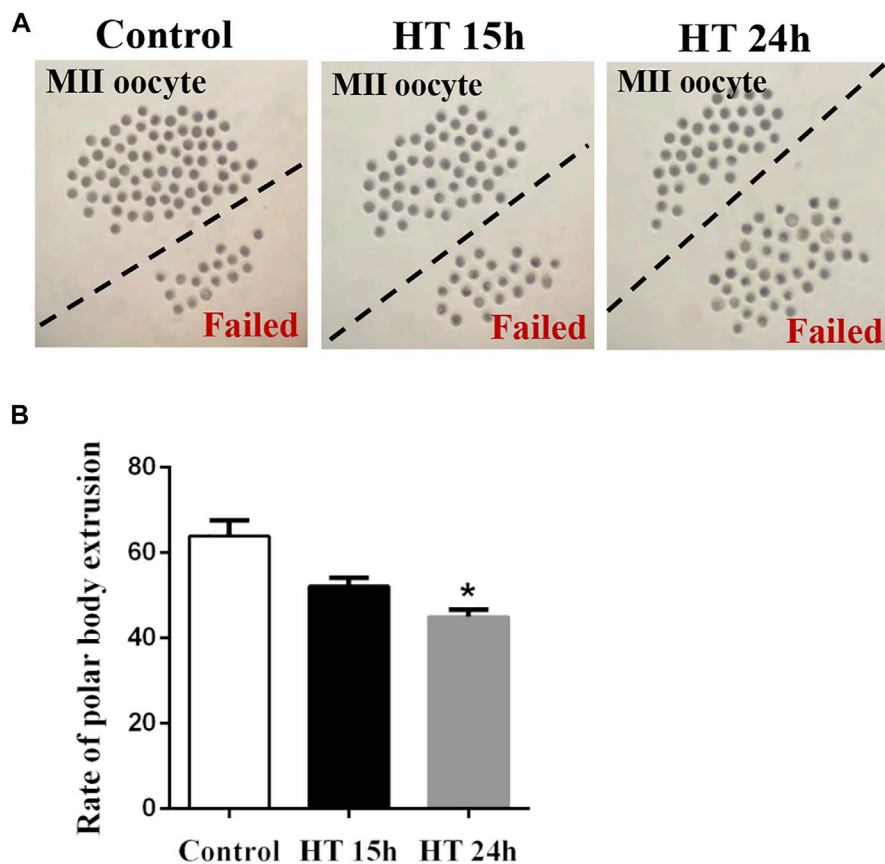 A
Control
HT 15h
HT 24h
MII oocyte
MII oocyte
MII oocyte
Failed
Failed
Failed
B
Rate of polar body extrusion
80
60
40
20
0
*
Control
HT 15h
HT 24h